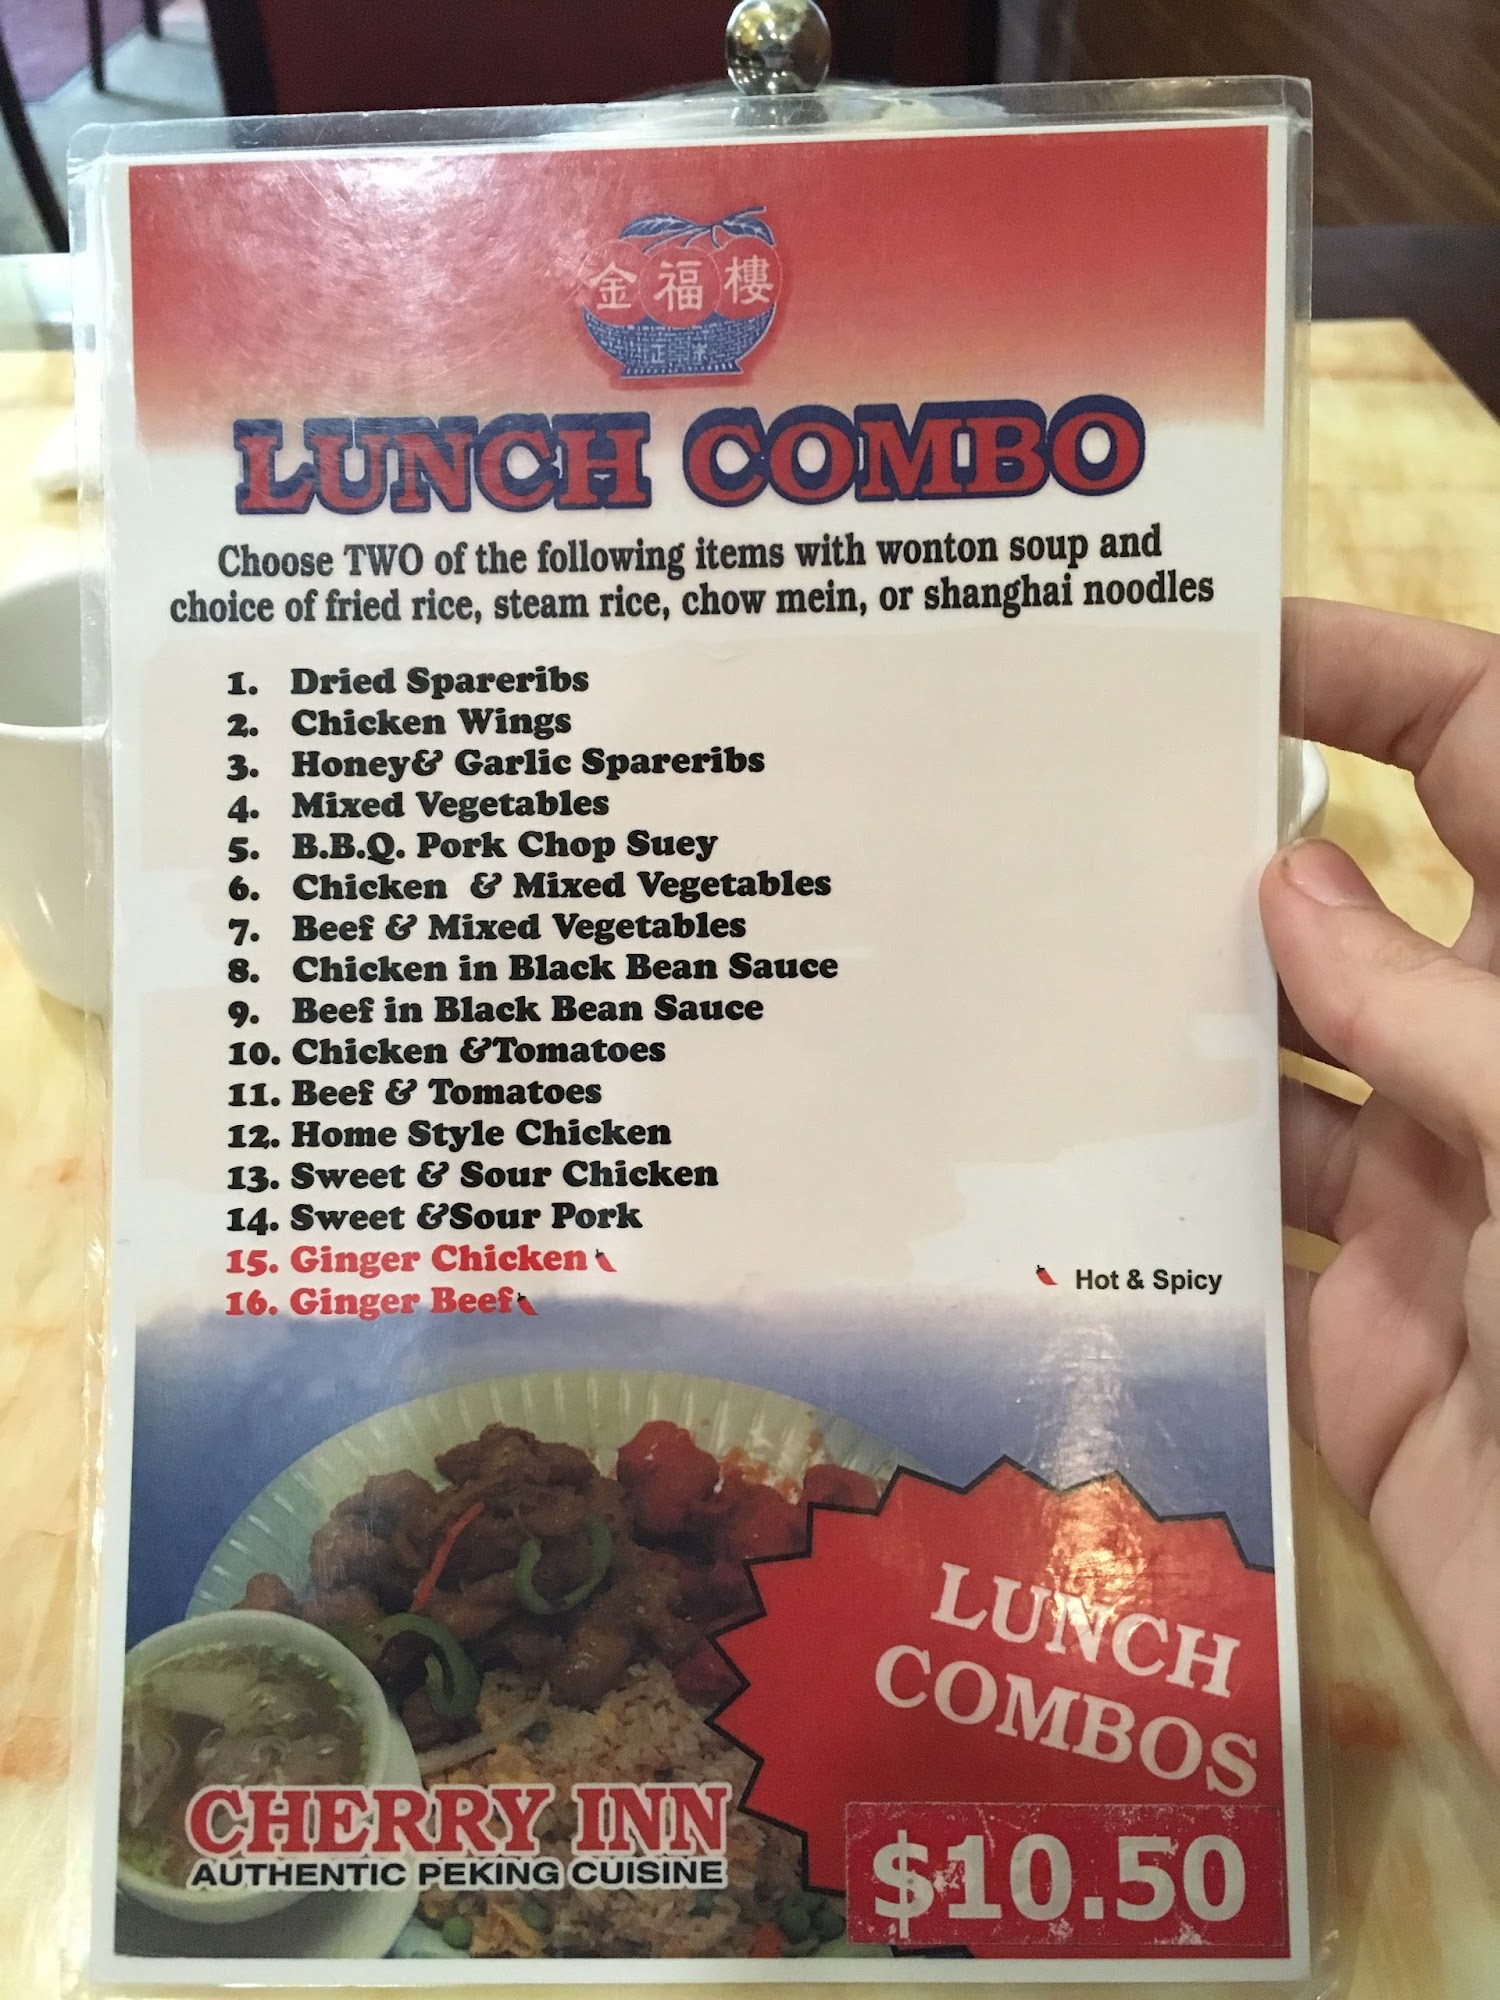 金福樓
正宗
LUNCH COMBO
Choose TWO of the following items with wonton soup and
choice of fried rice, steam rice, chow mein, or shanghai noodles
1. Dried Spareribs
2. Chicken Wings
3. Honey& Garlic Spareribs
4. Mixed Vegetables
5. B.B.Q. Pork Chop Suey
6. Chicken & Mixed Vegetables
7. Beef & Mixed Vegetables
8. Chicken in Black Bean Sauce
9. Beef in Black Bean Sauce
10. Chicken &Tomatoes
11. Beef & Tomatoes
12. Home Style Chicken
13. Sweet & Sour Chicken
14. Sweet &Sour Pork
15. Ginger Chicken
16. Ginger Beef
Hot & Spicy
LUNCH
COMBOS
$10.50
CHERRY INN
AUTHENTIC PEKING CUISINE